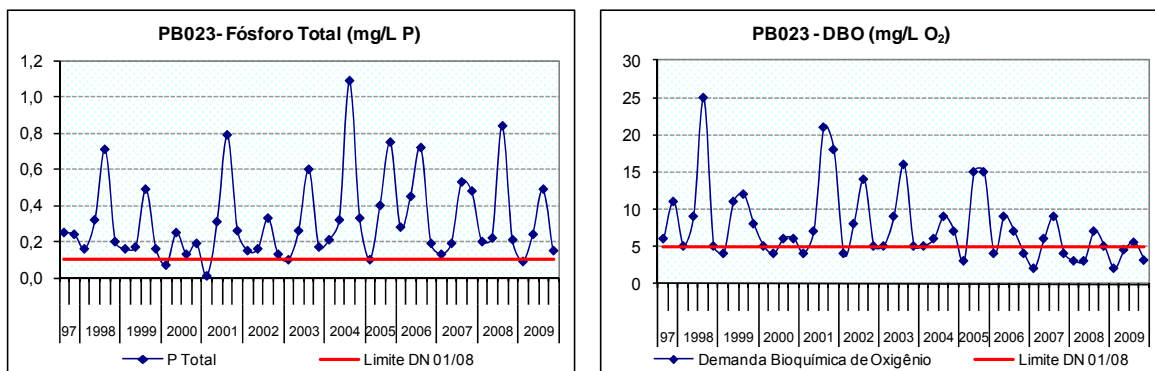 PB023- Fósforo Total (mg/L P)
1,2
1,0
0,8
0,6
0,4
0,2
0,0
97 1998 1999 2000 2001 2002 2003 2004 2005 2006 2007 2008 2009
P Total Limite DN 01/08
PB023 - DBO (mg/L O₂)
30
25
20
15
10
5
0
97 1998 1999 2000 2001 2002 2003 2004 2005 2006 2007 2008 2009
Demanda Bioquímica de Oxigênio Limite DN 01/08